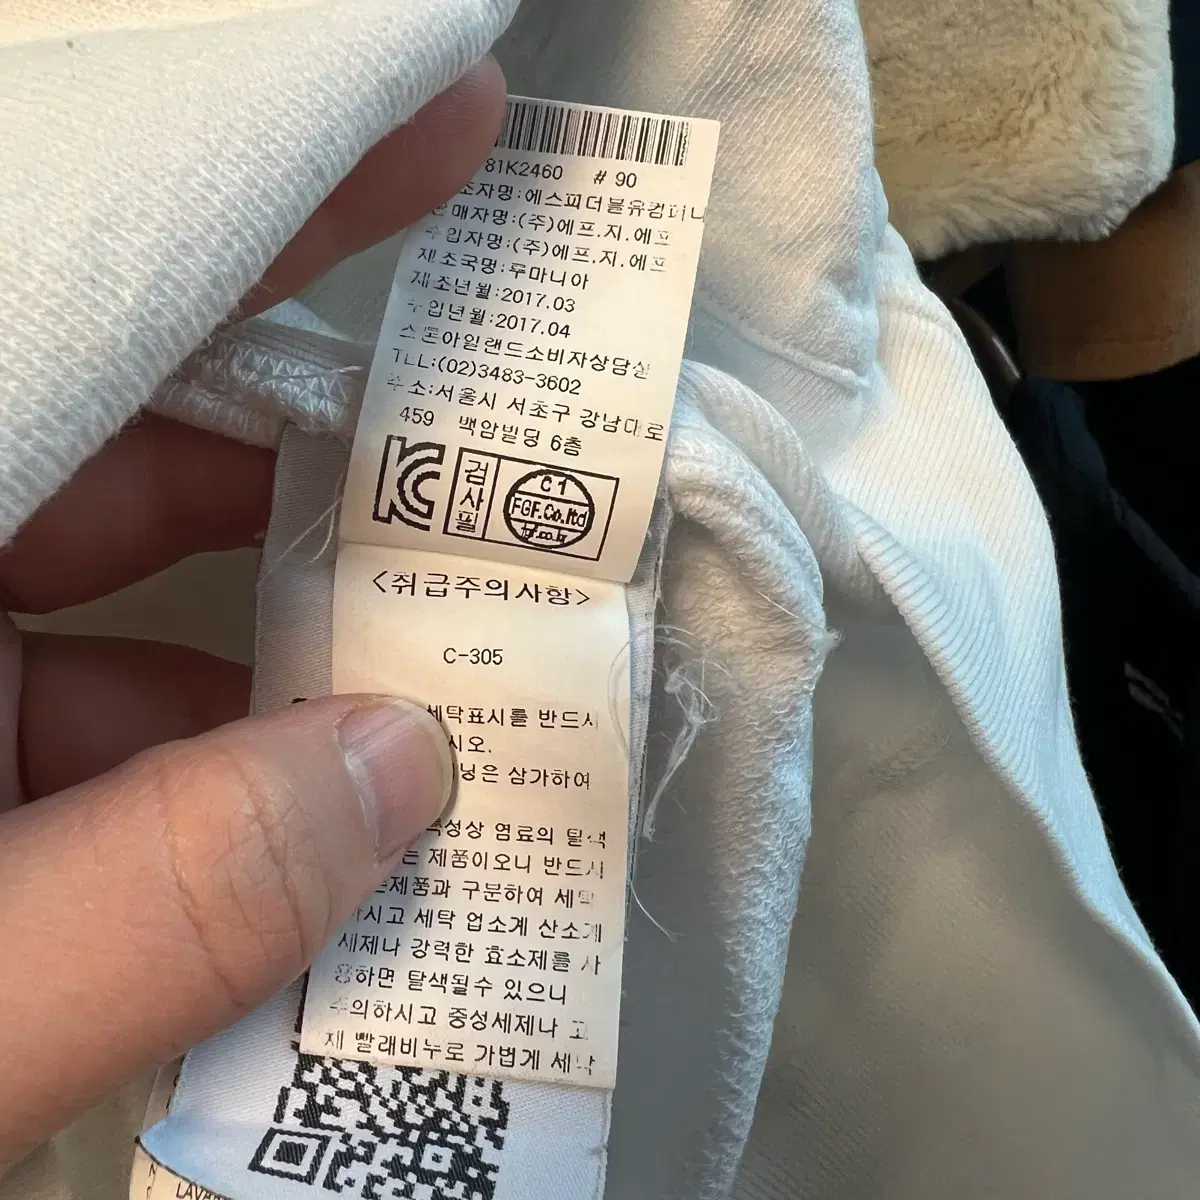 81K2460 # 90
조자명:에스피더블유컴퍼니
판매자명:(주)에프.지.에프
수입자명:(주)에프.지.에프
제조국명:루마니아
제조년월:2017.03
수입년월:2017.04
스톤아일랜드소비자상담실
TEL:(02)3483-3602
주소:서울시 서초구 강남대로
459 백암빌딩 6층
KC 검사필 C1 FGF.Co.ltd
<취급주의사항>
C-305
세탁표시를 반드시
시오.
닝은 삼가하여
특성상 염료의 탈색
는 제품이오니 반드시
제품과 구분하여 세탁
하시고 세탁 업소계 산소계
세제나 강력한 효소제를 사
용하면 탈색될수 있으니
주의하시고 중성세제나 고
재 빨래비누로 가볍게 세탁